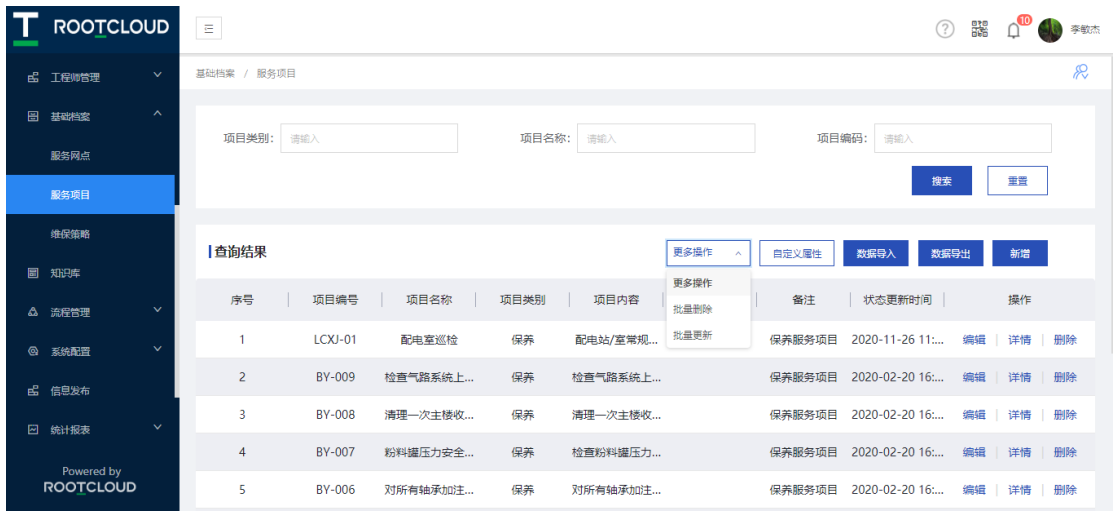 ROOTCLOUD
10
李敏杰
工程师管理
基础档案
服务网点
服务项目
维保策略
知识库
流程管理
系统配置
信息发布
统计报表
Powered by
ROOTCLOUD
基础档案 / 服务项目
项目类别: 请输入 项目名称: 请输入 项目编码: 请输入
搜索 重置
查询结果 更多操作 自定义属性 数据导入 数据导出 新增
更多操作
批量删除
批量更新
序号 项目编号 项目名称 项目类别 项目内容 备注 状态更新时间 操作
1 LCXJ-01 配电室巡检 保养 配电站/室常规... 保养服务项目 2020-11-26 11:... 编辑 详情 删除
2 BY-009 检查气路系统上... 保养 检查气路系统上... 保养服务项目 2020-02-20 16:... 编辑 详情 删除
3 BY-008 清理一次主楼收... 保养 清理一次主楼收... 保养服务项目 2020-02-20 16:... 编辑 详情 删除
4 BY-007 粉料罐压力安全... 保养 检查粉料罐压力... 保养服务项目 2020-02-20 16:... 编辑 详情 删除
5 BY-006 对所有轴承加注... 保养 对所有轴承加注... 保养服务项目 2020-02-20 16:... 编辑 详情 删除